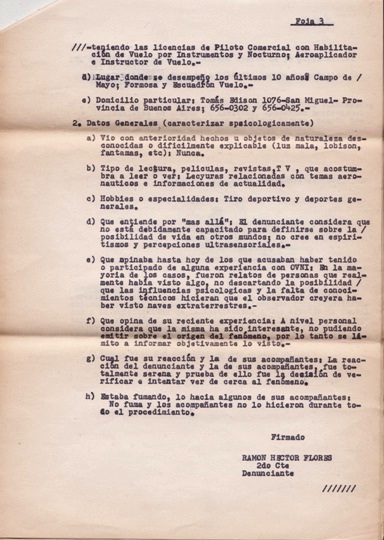 Foja 3
///-teniendo las licencias de Piloto Comercial con Habilita-
ción de Vuelo por Instrumentos y Nocturno; Aeroaplicador
e Instructor de Vuelo.-
d) Lugar donde se desempeño los últimos 10 años Campo de /
Mayo; Formosa y Escuadrón Vuelo.-
e) Domicilio particular: Tomás Edison 1076-San Miguel- Pro-
vincia de Buenos Aires; 656-0302 y 656-0425.-
2. Datos Generales (caracterizar spsicologicamente)
a) Vio con anterioridad hechos u objetos de naturaleza des-
conocidas o difícilmente explicable (luz mala, lobison,
fantamas, etc): Nunca.
b) Tipo de lectura, películas, revistas,T V , que acostum-
bra a leer o ver: Lecyuras relacionadas con temas aero-
nauticos e informaciones de actualidad.
c) Hobbies o especialidades: Tiro deportivo y deportes ge-
nerales.
d) Que entiende por "mas allá": El denunciante considera que
no está debidamente capacitado para definirse sobre la /
posibilidad de vida en otros mundos; no cree en espiri-
tismos y percepciones ultrasensoriales.-
e) Que opinaba hasta hoy de los que acusaban haber tenido
o participado de alguna experiencia con OVNI: En la ma-
yoría de los casos, fueron relatos de personas que real-
mente había visto algo, no descartando la posibilidad /
que las influencias psicologicas y la falta de conoci-
mientos técnicos hicieran que el observador creyera ha-
ber visto naves extraterrestres.-
f) Que opina de su reciente experiencia: A nivel personal
considera que la misma ha sido interesante, no pudiendo
emitir sobre el origen del fenómeno, por lo tanto se li-
mito a informar objetivamente lo visto.-
g) Cual fue su reacción y la de sus acompañantes: La reac-
ción del denunciante y la de sus acompañantes, fue to-
talmente serena y prueba de ello fue la decisión de ve-
rificar e intentar ver de cerca al fenómeno.
h) Estaba fumando, lo hacía algunos de sus acompañantes:
No fuma y los acompañantes no lo hicieron durante to-
do el procedimiento.
Firmado
RAMON HECTOR FLORES
2do Cte
Denunciante
///////